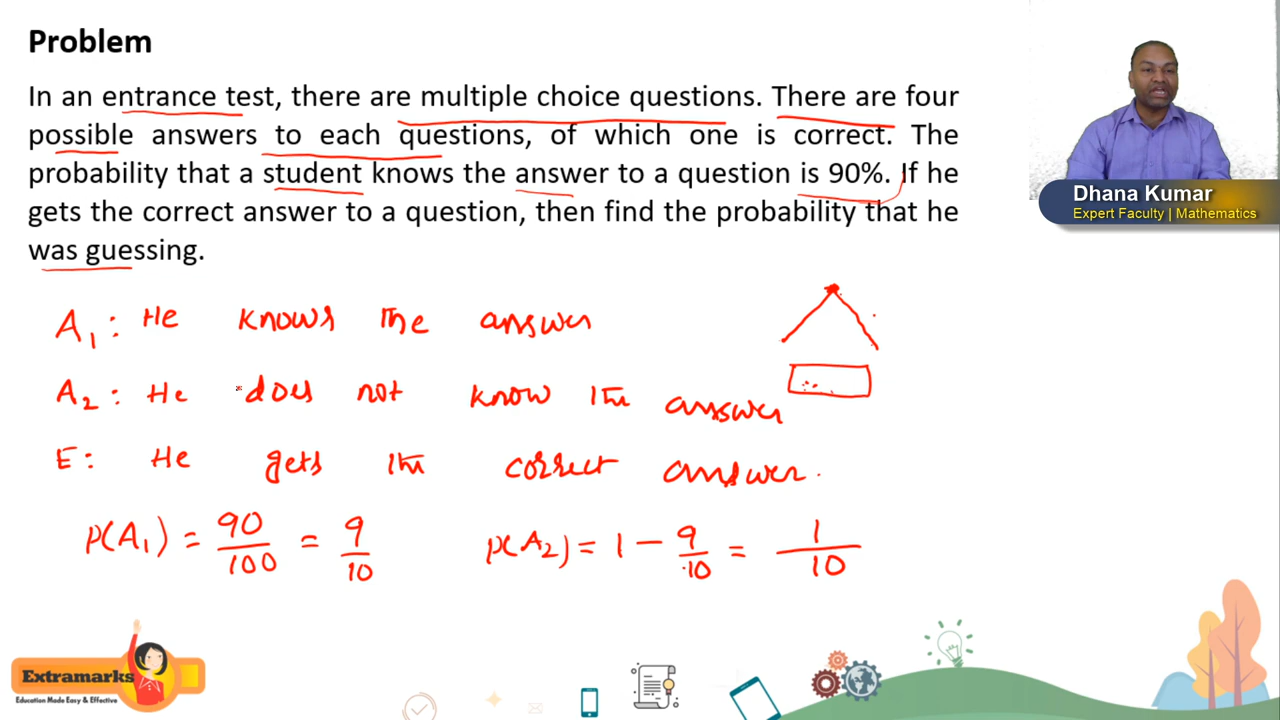 Problem
In an entrance test, there are multiple choice questions. There are four
possible answers to each questions, of which one is correct. The
probability that a student knows the answer to a question is 90%. If he
gets the correct answer to a question, then find the probability that he
was guessing.
Dhana Kumar
Expert Faculty | Mathematics
A₁ : He knows the answer
A₂ : He does not know the answer
E : He gets the correct answer.
P(A₁) = 90/100 = 9/10 P(A₂) = 1 - 9/10 = 1/10
Extramarks
Education Made Easy & Effective